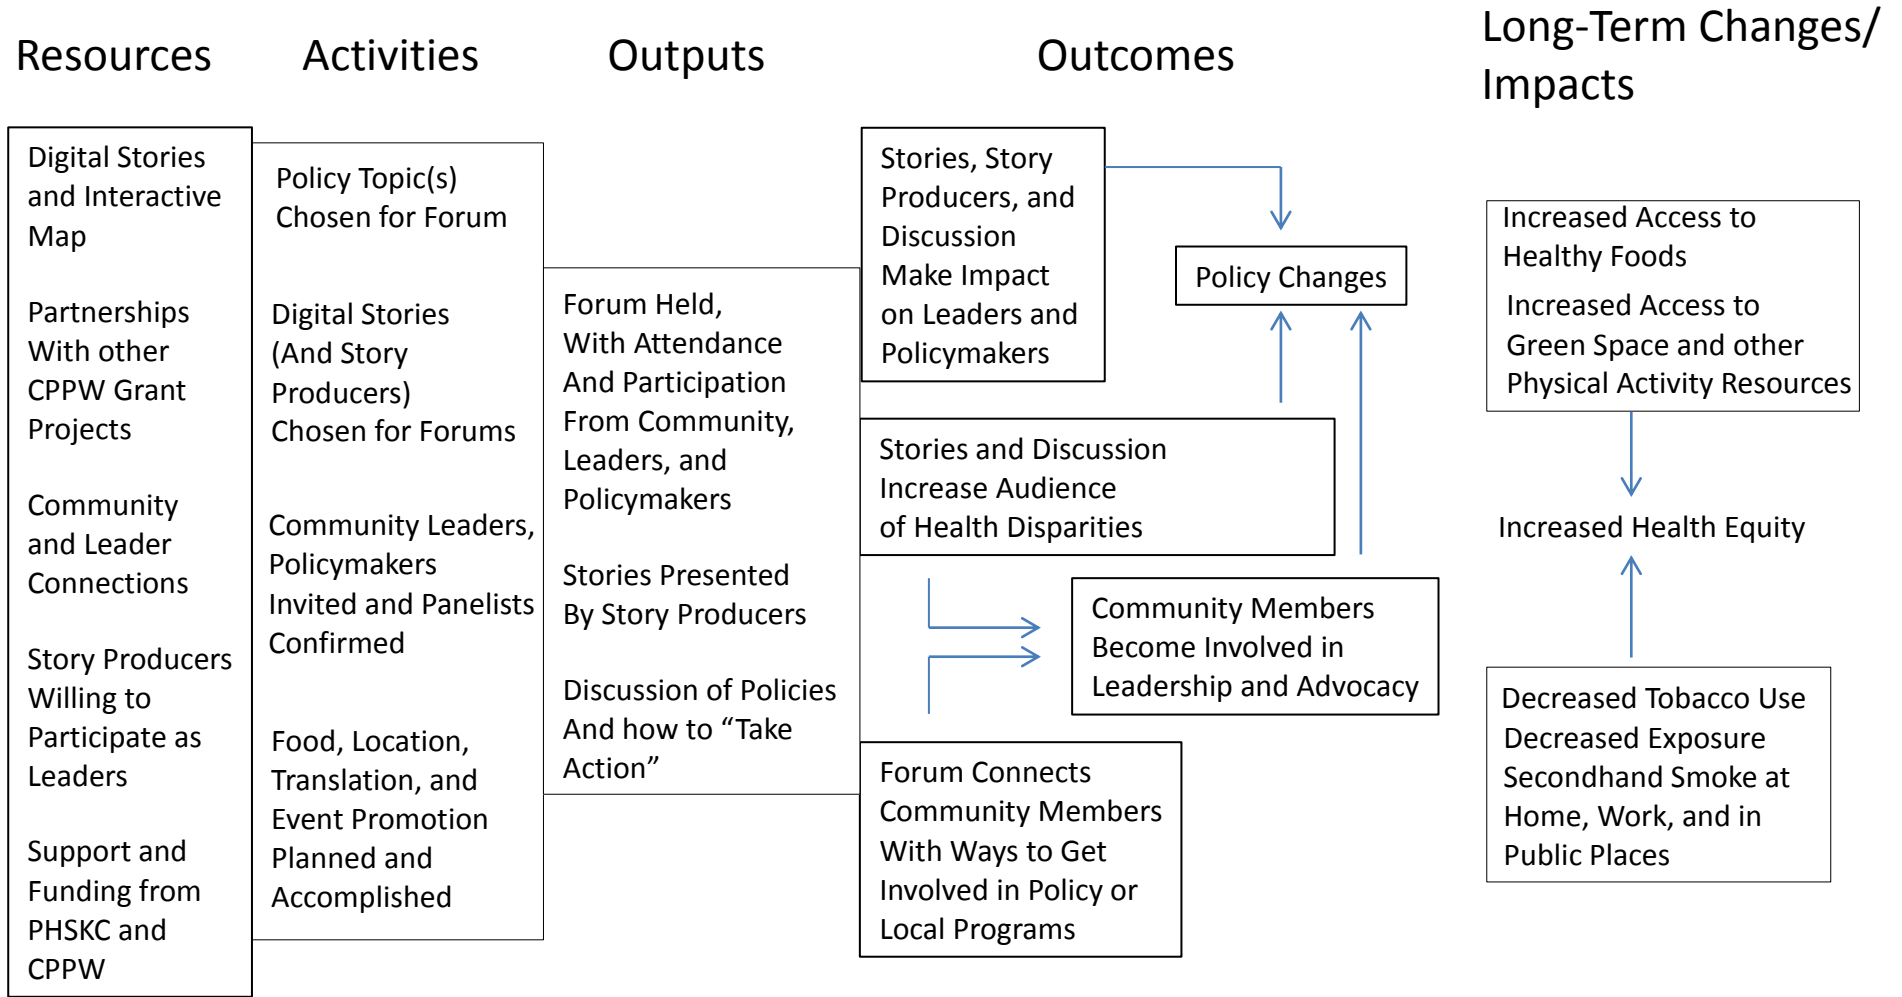 Resources
Activities
Outputs
Outcomes
Long-Term Changes/
Impacts
Digital Stories
and Interactive
Map
Partnerships
With other
CPPW Grant
Projects
Community
and Leader
Connections
Story Producers
Willing to
Participate as
Leaders
Support and
Funding from
PHSKC and
CPPW
Policy Topic(s)
Chosen for Forum
Digital Stories
(And Story
Producers)
Chosen for Forums
Community Leaders,
Policymakers
Invited and Panelists
Confirmed
Food, Location,
Translation, and
Event Promotion
Planned and
Accomplished
Forum Held,
With Attendance
And Participation
From Community,
Leaders, and
Policymakers
Stories Presented
By Story Producers
Discussion of Policies
And how to “Take
Action”
Stories, Story
Producers, and
Discussion
Make Impact
on Leaders and
Policymakers
Policy Changes
Stories and Discussion
Increase Audience
of Health Disparities
Community Members
Become Involved in
Leadership and Advocacy
Forum Connects
Community Members
With Ways to Get
Involved in Policy or
Local Programs
Increased Access to
Healthy Foods
Increased Access to
Green Space and other
Physical Activity Resources
Increased Health Equity
Decreased Tobacco Use
Decreased Exposure
Secondhand Smoke at
Home, Work, and in
Public Places